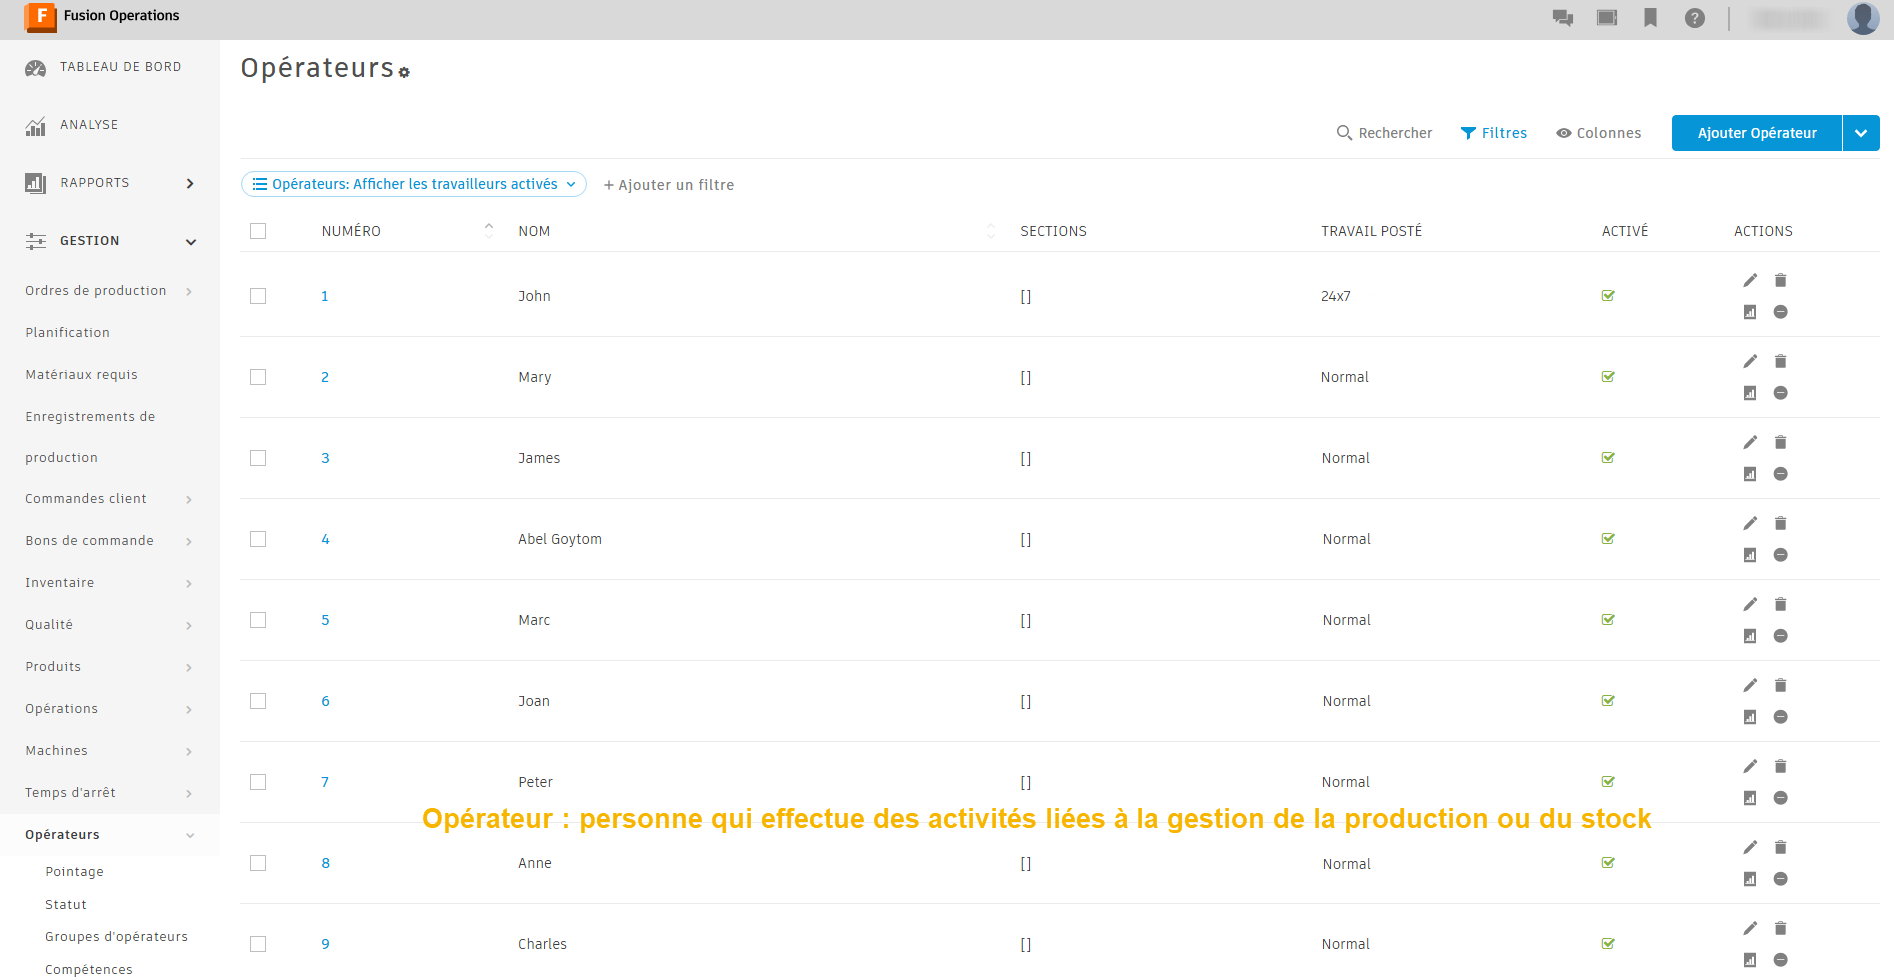 F Fusion Operations
TABLEAU DE BORD
ANALYSE
RAPPORTS
GESTION
Ordres de production
Planification
Matériaux requis
Enregistrements de
production
Commandes client
Bons de commande
Inventaire
Qualité
Produits
Opérations
Machines
Temps d'arrêt
Opérateurs
Pointage
Statut
Groupes d'opérateurs
Compétences
Opérateurs
Rechercher Filtres Colonnes Ajouter Opérateur
Opérateurs: Afficher les travailleurs activés + Ajouter un filtre
NUMÉRO NOM SECTIONS TRAVAIL POSTÉ ACTIVÉ ACTIONS
1 John [] 24x7
2 Mary [] Normal
3 James [] Normal
4 Abel Goytom [] Normal
5 Marc [] Normal
6 Joan [] Normal
7 Peter [] Normal
Opérateur : personne qui effectue des activités liées à la gestion de la production ou du stock
8 Anne [] Normal
9 Charles [] Normal